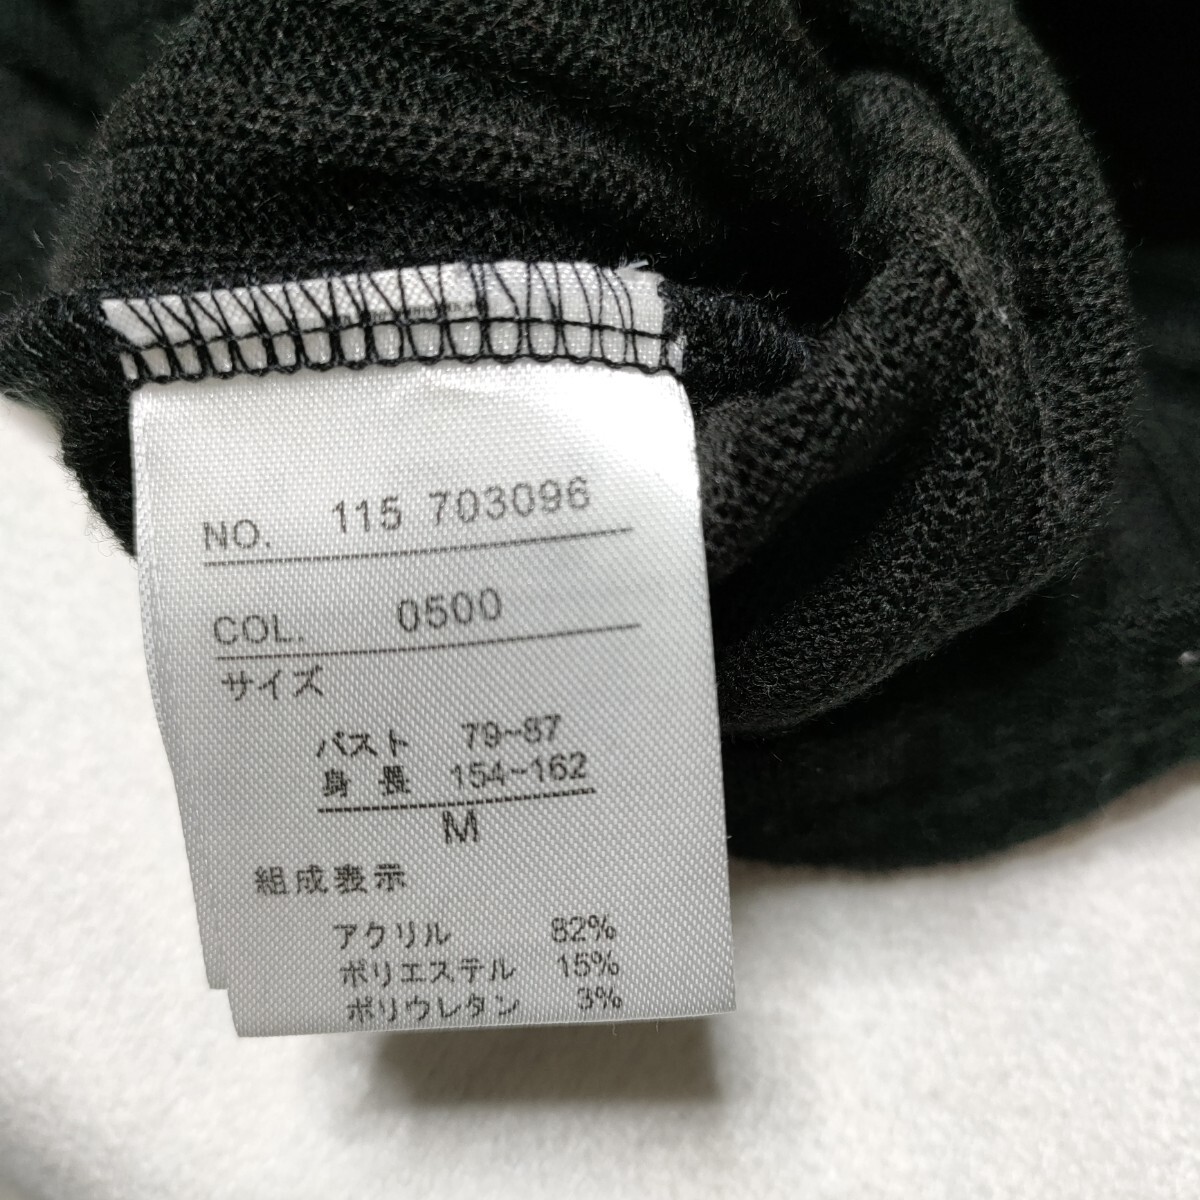 NO. 115 703096
COL. 0500
サイズ
バスト 79~87
身長 154~162
M
組成表示
アクリル 82%
ポリエステル 15%
ポリウレタン 3%